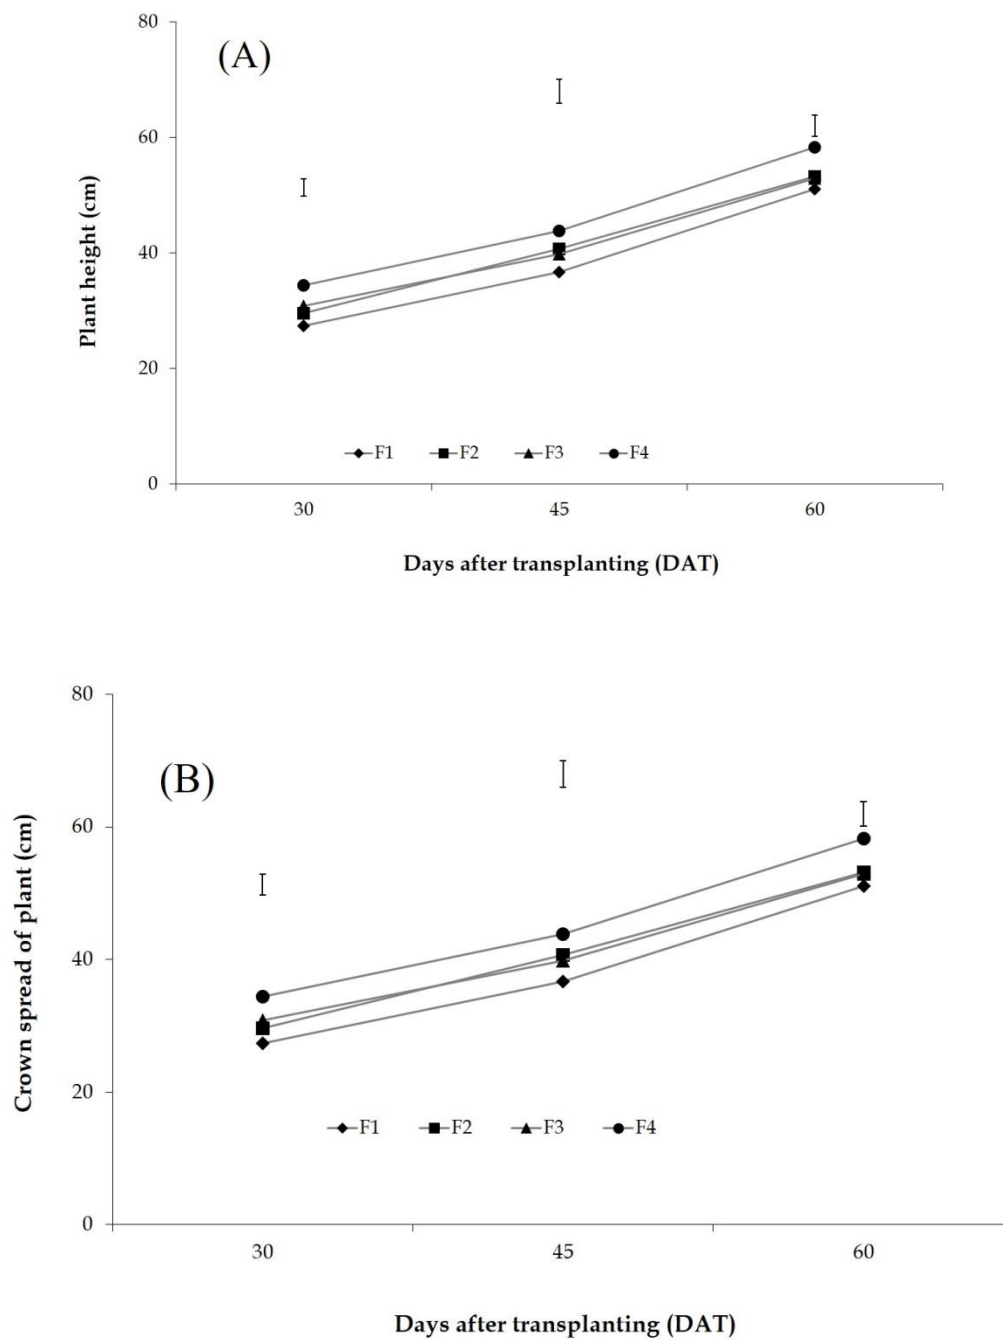 80
(A)
60
40
20
0
Plant height (cm)
F1 F2 F3 F4
30 45 60
Days after transplanting (DAT)
80
(B)
60
40
20
0
Crown spread of plant (cm)
F1 F2 F3 F4
30 45 60
Days after transplanting (DAT)